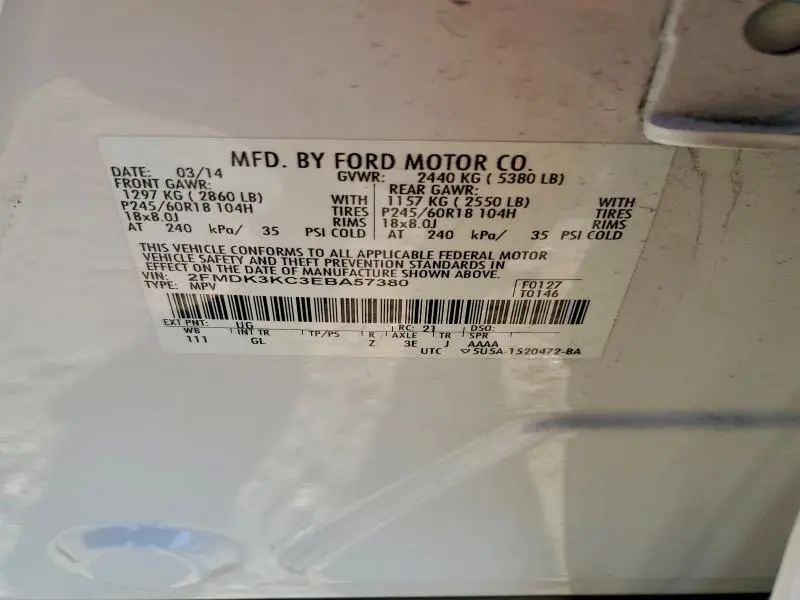 MFD. BY FORD MOTOR CO.
DATE: 03/14 GVWR: 2440 KG ( 5380 LB)
FRONT GAWR: REAR GAWR:
1297 KG ( 2860 LB) WITH 1157 KG ( 2550 LB) WITH
P245/60R18 104H TIRES P245/60R18 104H TIRES
18x8.0J RIMS 18x8.0J RIMS
AT 240 kPa/ 35 PSI COLD AT 240 kPa/ 35 PSI COLD
THIS VEHICLE CONFORMS TO ALL APPLICABLE FEDERAL MOTOR
VEHICLE SAFETY AND THEFT PREVENTION STANDARDS IN
EFFECT ON THE DATE OF MANUFACTURE SHOWN ABOVE.
VIN: 2FMDK3KC3EBA57380 F0127
TYPE: MPV T0146
EXT PNT: UG RC: 21 DSO:
WB INT TR TP/PS R AXLE TR SPR
111 GL Z 3E J AAAA
UTC ▽5U5A-1520472-BA